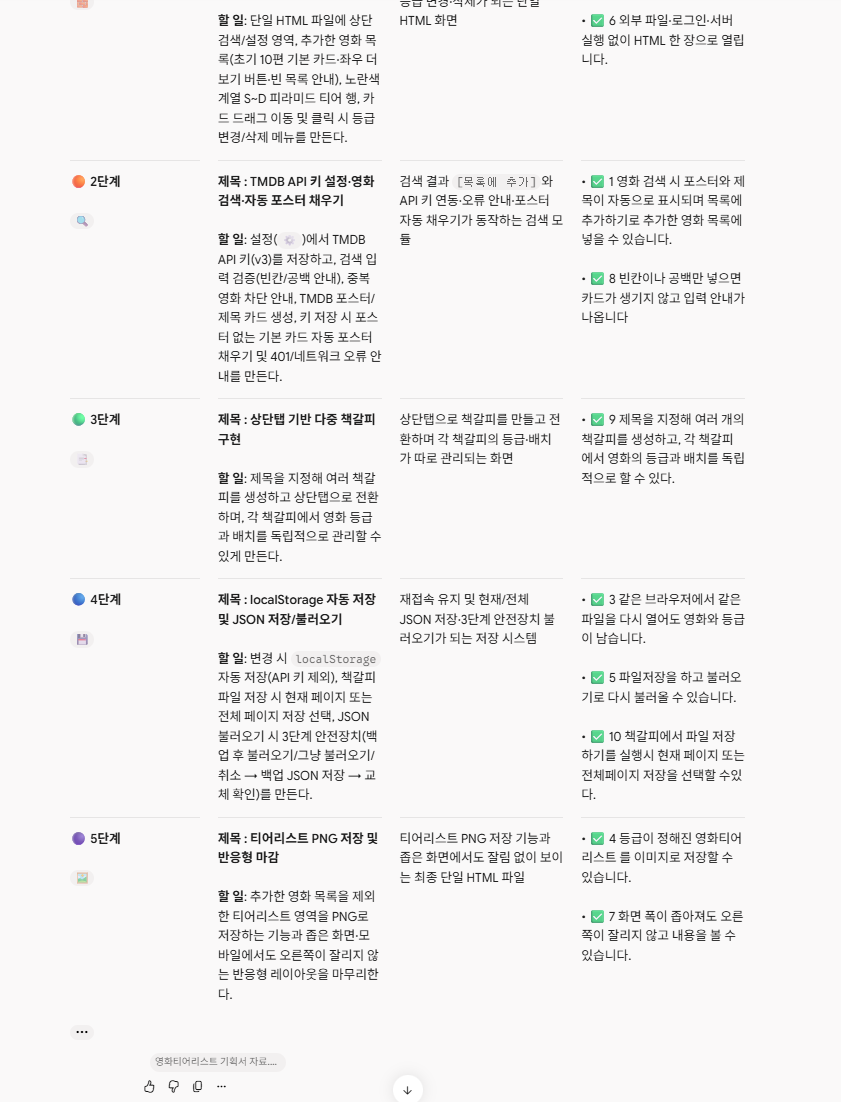 할 일: 단일 HTML 파일에 상단
검색/설정 영역, 추가한 영화 목
록(초기 10편 기본 카드·좌우 더
보기 버튼·빈 목록 안내), 노란색
계열 S~D 피라미드 티어 행, 카
드 드래그 이동 및 클릭 시 등급
변경/삭제 메뉴를 만든다.
등급 변경·삭제가 되는 단일
HTML 화면
• ✅ 6 외부 파일·로그인·서버
실행 없이 HTML 한 장으로 열립
니다.
2단계
제목 : TMDB API 키 설정·영화
검색·자동 포스터 채우기
할 일: 설정( )에서 TMDB
API 키(v3)를 저장하고, 검색 입
력 검증(빈칸/공백 안내), 중복
영화 차단 안내, TMDB 포스터/
제목 카드 생성, 키 저장 시 포스
터 없는 기본 카드 자동 포스터
채우기 및 401/네트워크 오류 안
내를 만든다.
검색 결과 [목록에 추가] 와
API 키 연동·오류 안내·포스터
자동 채우기가 동작하는 검색 모
듈
• ✅ 1 영화 검색 시 포스터와 제
목이 자동으로 표시되며 목록에
추가하기로 추가한 영화 목록에
넣을 수 있습니다.
• ✅ 8 빈칸이나 공백만 넣으면
카드가 생기지 않고 입력 안내가
나옵니다
3단계
제목 : 상단탭 기반 다중 책갈피
구현
할 일: 제목을 지정해 여러 책갈
피를 생성하고 상단탭으로 전환
하며, 각 책갈피에서 영화 등급
과 배치를 독립적으로 관리할 수
있게 만든다.
상단탭으로 책갈피를 만들고 전
환하며 각 책갈피의 등급·배치
가 따로 관리되는 화면
• ✅ 9 제목을 지정해 여러 개의
책갈피를 생성하고, 각 책갈피
에서 영화의 등급과 배치를 독립
적으로 할 수 있다.
4단계
제목 : localStorage 자동 저장
및 JSON 저장/불러오기
할 일: 변경 시 localStorage
자동 저장(API 키 제외), 책갈피
파일 저장 시 현재 페이지 또는
전체 페이지 저장 선택, JSON
불러오기 시 3단계 안전장치(백
업 후 불러오기/그냥 불러오기/
취소 → 백업 JSON 저장 → 교
체 확인)를 만든다.
재접속 유지 및 현재/전체
JSON 저장·3단계 안전장치 불
러오기가 되는 저장 시스템
• ✅ 3 같은 브라우저에서 같은
파일을 다시 열어도 영화와 등급
이 남습니다.
• ✅ 5 파일저장을 하고 불러오
기로 다시 불러올 수 있습니다.
• ✅ 10 책갈피에서 파일 저장
하기를 실행시 현재 페이지 또는
전체페이지 저장을 선택할 수있
다.
5단계
제목 : 티어리스트 PNG 저장 및
반응형 마감
할 일: 추가한 영화 목록을 제외
한 티어리스트 영역을 PNG로
저장하는 기능과 좁은 화면·모
바일에서도 오른쪽이 잘리지 않
는 반응형 레이아웃을 마무리한
다.
티어리스트 PNG 저장 기능과
좁은 화면에서도 잘림 없이 보이
는 최종 단일 HTML 파일
• ✅ 4 등급이 정해진 영화티어
리스트 를 이미지로 저장할 수
있습니다.
• ✅ 7 화면 폭이 좁아져도 오른
쪽이 잘리지 않고 내용을 볼 수
있습니다.
영화티어리스트 기획서 자료....